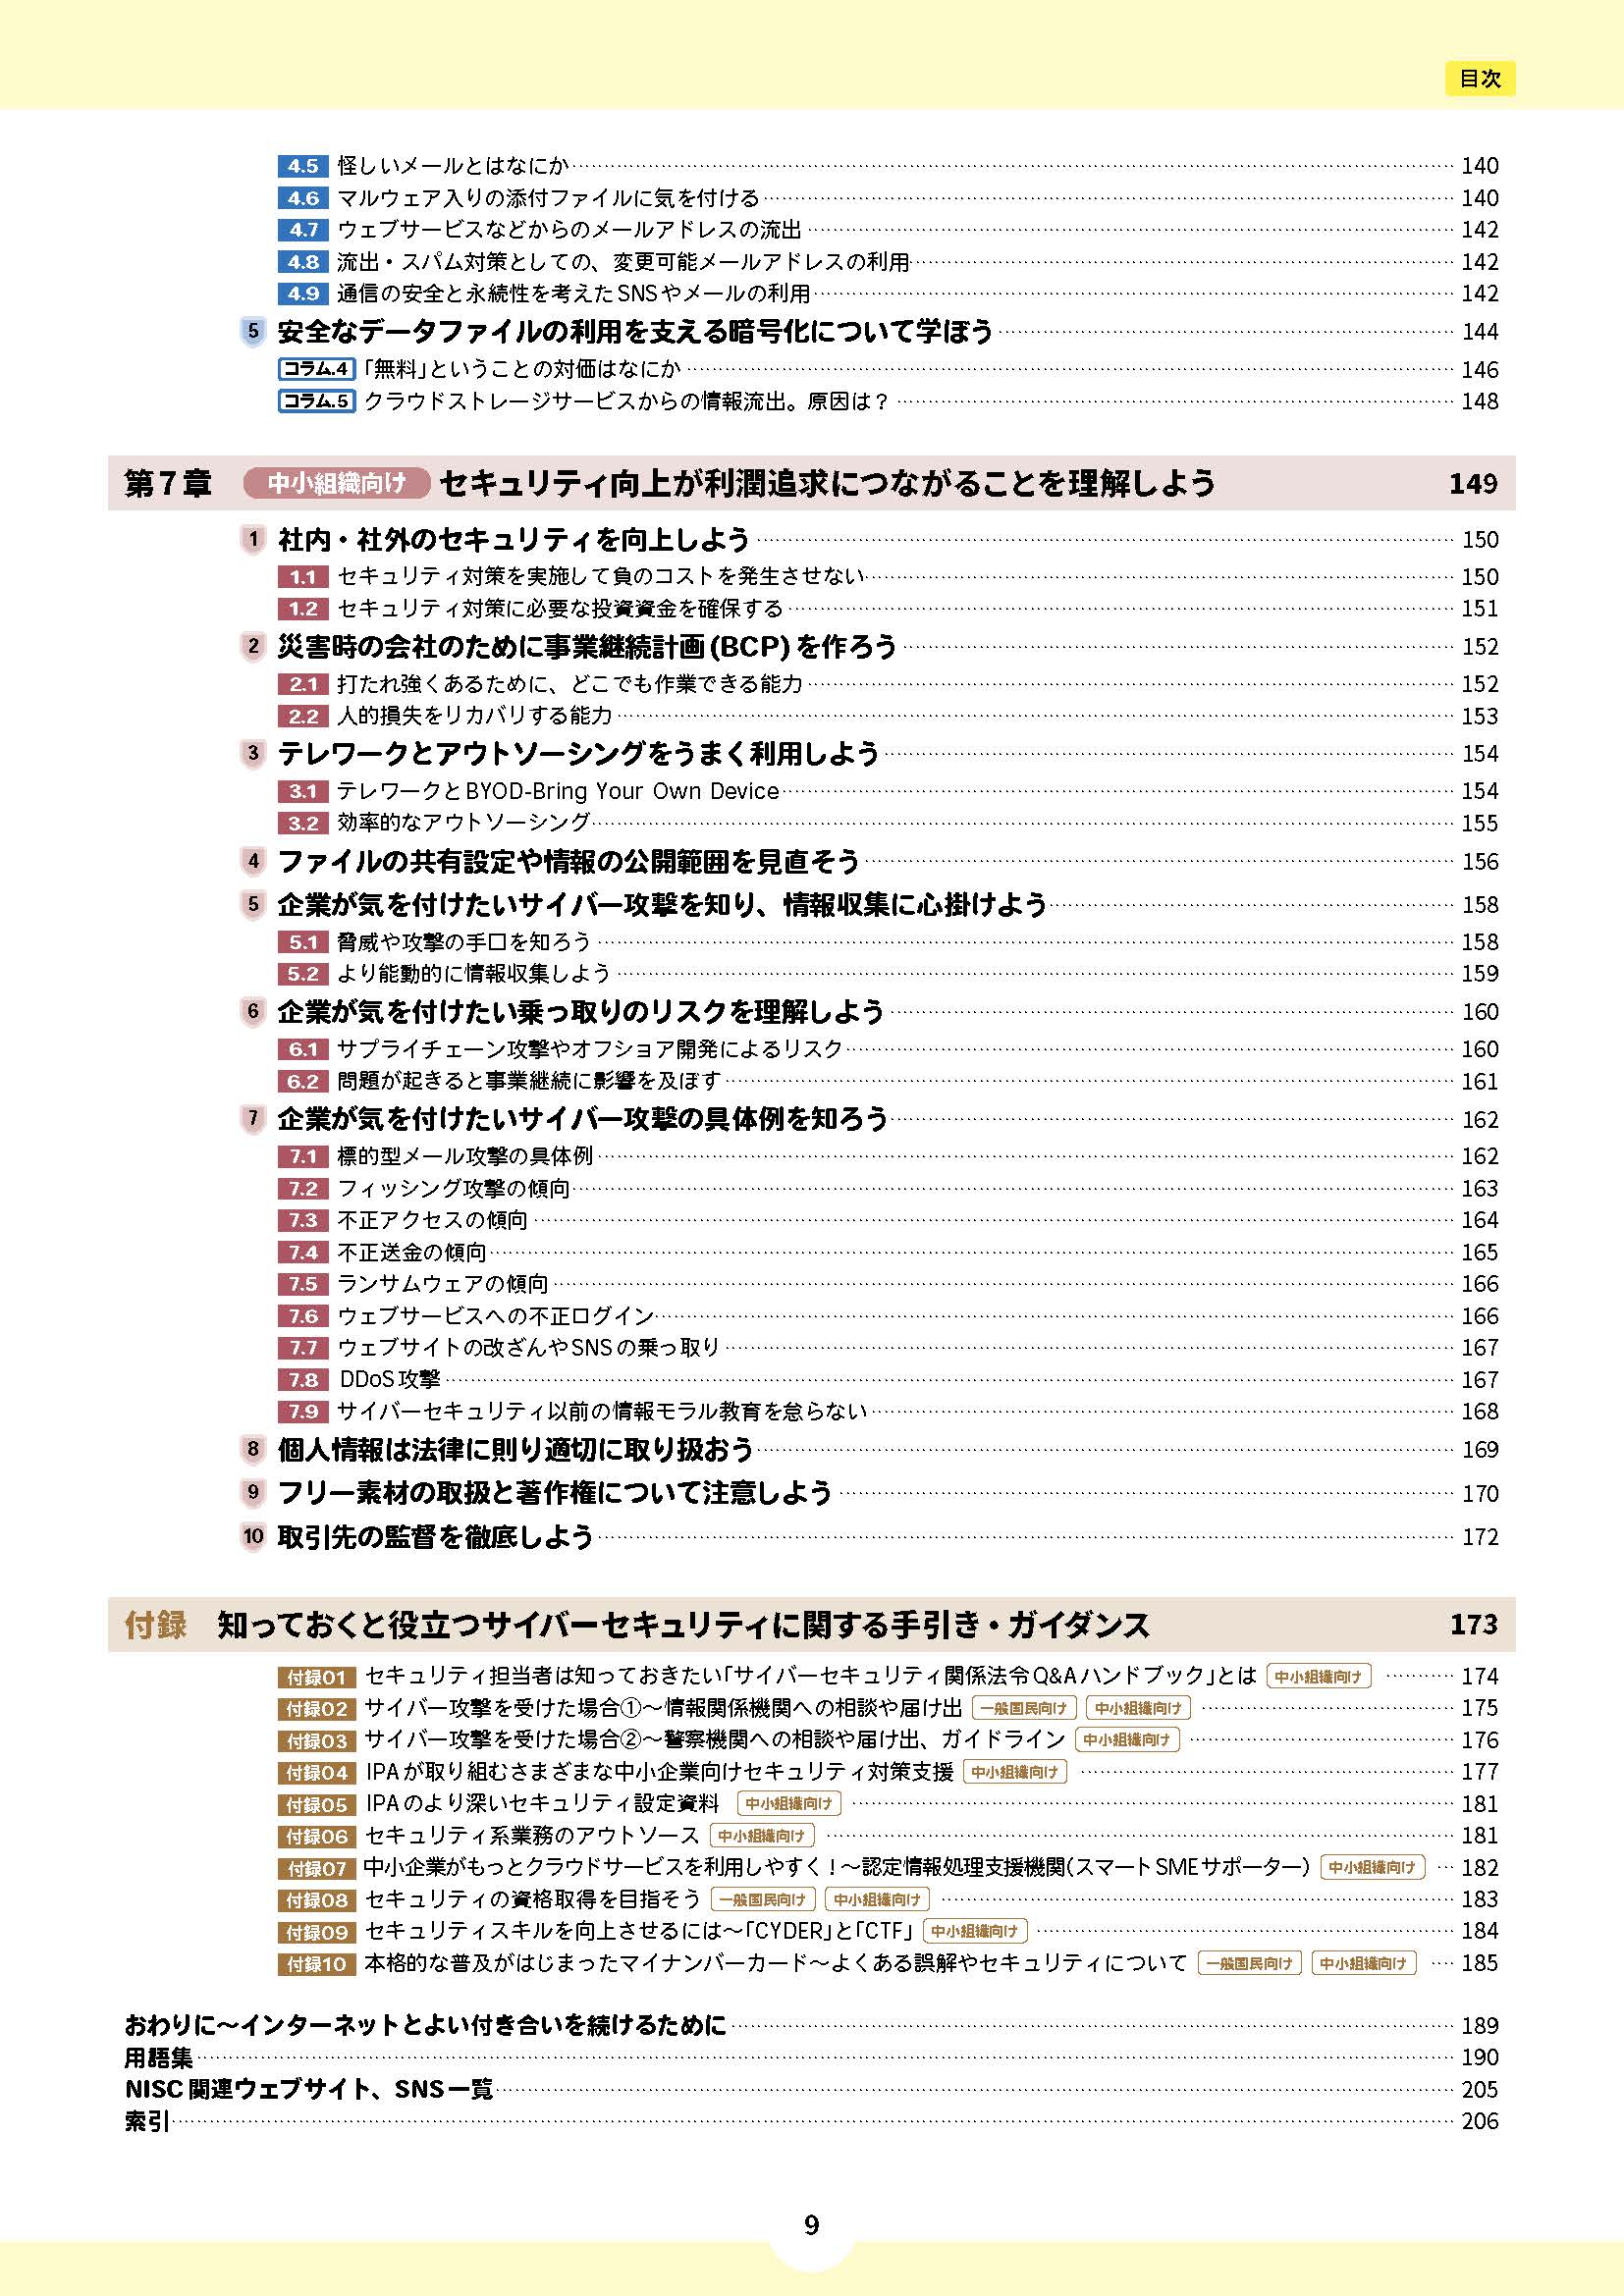 目次
4.5 怪しいメールとはなにか 140
4.6 マルウェア入りの添付ファイルに気を付ける 140
4.7 ウェブサービスなどからのメールアドレスの流出 142
4.8 流出・スパム対策としての、変更可能メールアドレスの利用 142
4.9 通信の安全と永続性を考えたSNSやメールの利用 142
5 安全なデータファイルの利用を支える暗号化について学ぼう 144
コラム.4 「無料」ということの対価はなにか 146
コラム.5 クラウドストレージサービスからの情報流出。原因は？ 148
第7章 中小組織向け セキュリティ向上が利潤追求につながることを理解しよう 149
1 社内・社外のセキュリティを向上しよう 150
1.1 セキュリティ対策を実施して負のコストを発生させない 150
1.2 セキュリティ対策に必要な投資資金を確保する 151
2 災害時の会社のために事業継続計画(BCP)を作ろう 152
2.1 打たれ強くあるために、どこでも作業できる能力 152
2.2 人的損失をリカバリする能力 153
3 テレワークとアウトソーシングをうまく利用しよう 154
3.1 テレワークとBYOD-Bring Your Own Device 154
3.2 効率的なアウトソーシング 155
4 ファイルの共有設定や情報の公開範囲を見直そう 156
5 企業が気を付けたいサイバー攻撃を知り、情報収集に心掛けよう 158
5.1 脅威や攻撃の手口を知ろう 158
5.2 より能動的に情報収集しよう 159
6 企業が気を付けたい乗っ取りのリスクを理解しよう 160
6.1 サプライチェーン攻撃やオフショア開発によるリスク 160
6.2 問題が起きると事業継続に影響を及ぼす 161
7 企業が気を付けたいサイバー攻撃の具体例を知ろう 162
7.1 標的型メール攻撃の具体例 162
7.2 フィッシング攻撃の傾向 163
7.3 不正アクセスの傾向 164
7.4 不正送金の傾向 165
7.5 ランサムウェアの傾向 166
7.6 ウェブサービスへの不正ログイン 166
7.7 ウェブサイトの改ざんやSNSの乗っ取り 167
7.8 DDoS攻撃 167
7.9 サイバーセキュリティ以前の情報モラル教育を怠らない 168
8 個人情報は法律に則り適切に取り扱おう 169
9 フリー素材の取扱と著作権について注意しよう 170
10 取引先の監督を徹底しよう 172
付録 知っておくと役立つサイバーセキュリティに関する手引き・ガイダンス 173
付録01 セキュリティ担当者は知っておきたい「サイバーセキュリティ関係法令Q&Aハンドブック」とは 中小組織向け 174
付録02 サイバー攻撃を受けた場合①～情報関係機関への相談や届け出 一般国民向け 中小組織向け 175
付録03 サイバー攻撃を受けた場合②～警察機関への相談や届け出、ガイドライン 中小組織向け 176
付録04 IPAが取り組むさまざまな中小企業向けセキュリティ対策支援 中小組織向け 177
付録05 IPAのより深いセキュリティ設定資料 中小組織向け 181
付録06 セキュリティ系業務のアウトソース 中小組織向け 181
付録07 中小企業がもっとクラウドサービスを利用しやすく！～認定情報処理支援機関(スマートSMEサポーター) 中小組織向け 182
付録08 セキュリティの資格取得を目指そう 一般国民向け 中小組織向け 183
付録09 セキュリティスキルを向上させるには～「CYDER」と「CTF」 中小組織向け 184
付録10 本格的な普及がはじまったマイナンバーカード～よくある誤解やセキュリティについて 一般国民向け 中小組織向け 185
おわりに～インターネットとよい付き合いを続けるために 189
用語集 190
NISC関連ウェブサイト、SNS一覧 205
索引 206
9